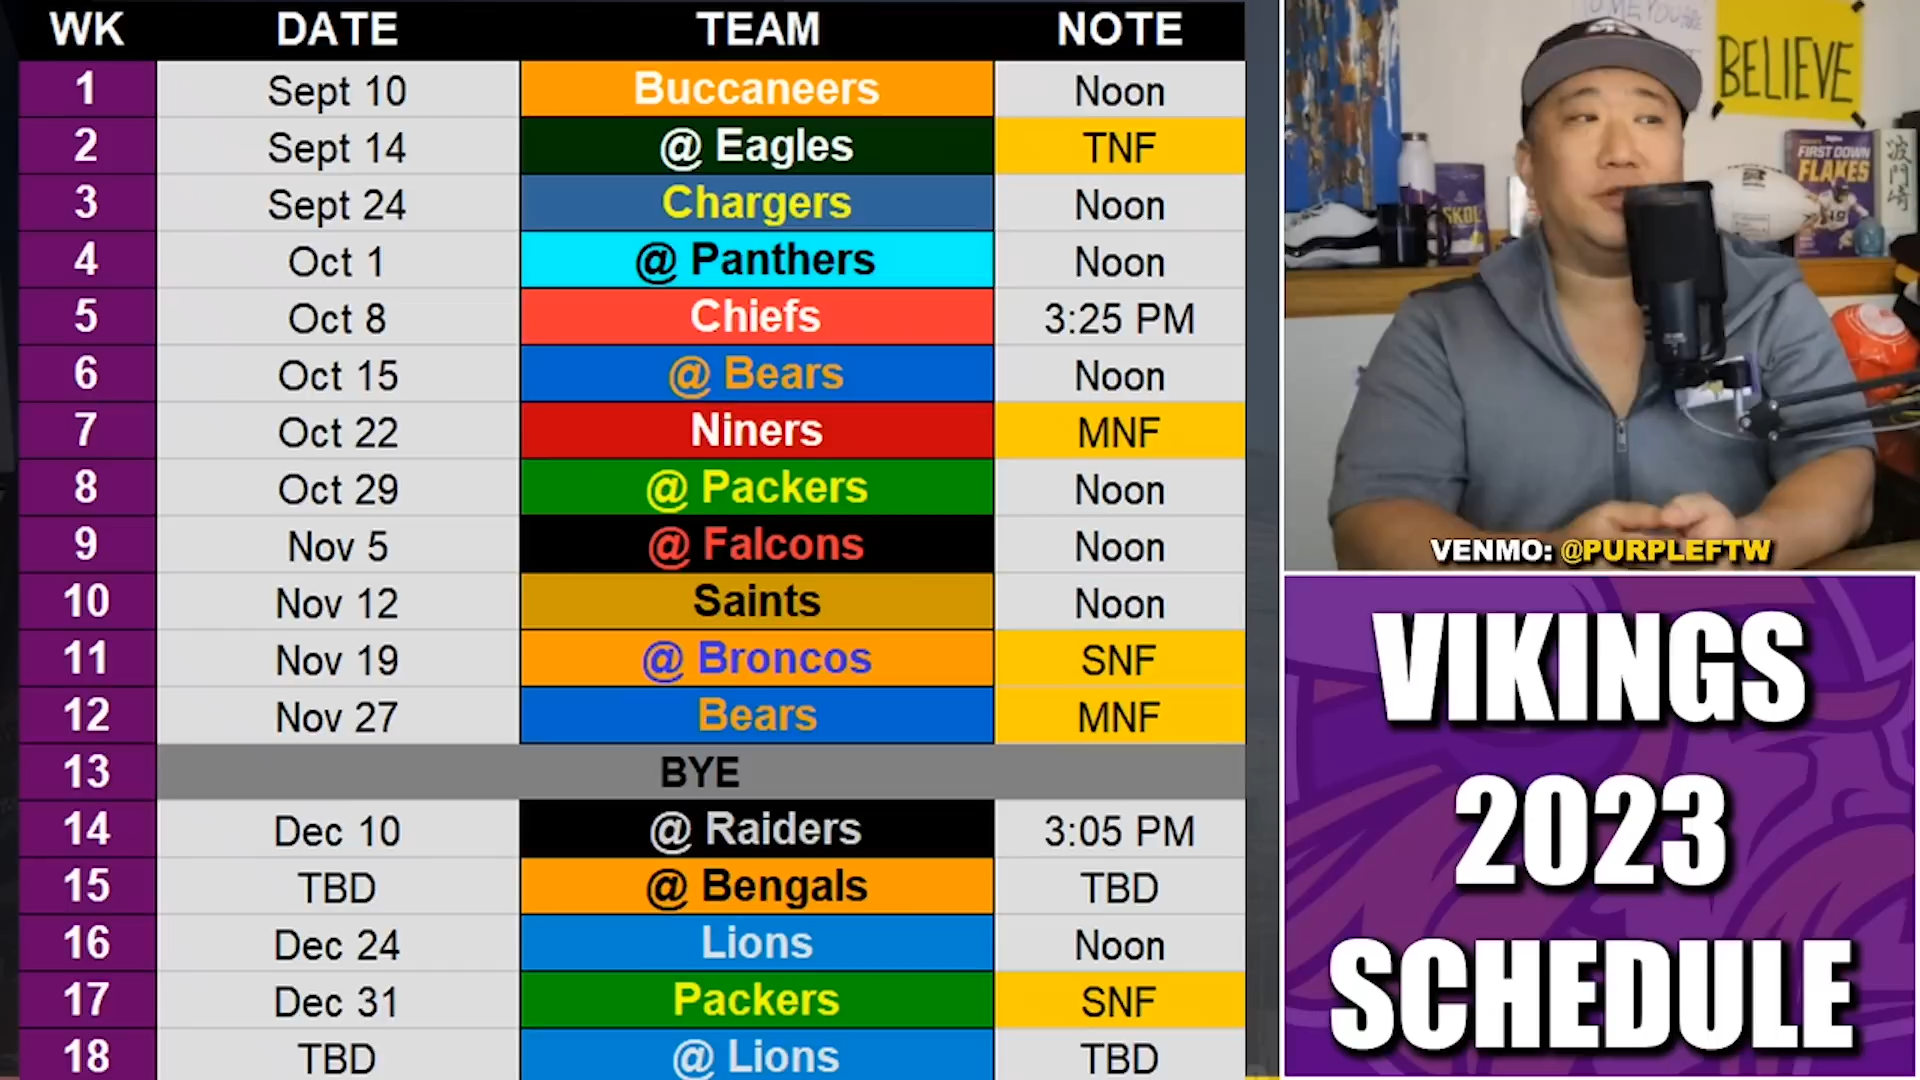 WK DATE TEAM NOTE
1 Sept 10 Buccaneers Noon
2 Sept 14 @ Eagles TNF
3 Sept 24 Chargers Noon
4 Oct 1 @ Panthers Noon
5 Oct 8 Chiefs 3:25 PM
6 Oct 15 @ Bears Noon
7 Oct 22 Niners MNF
8 Oct 29 @ Packers Noon
9 Nov 5 @ Falcons Noon
10 Nov 12 Saints Noon
11 Nov 19 @ Broncos SNF
12 Nov 27 Bears MNF
13 BYE
14 Dec 10 @ Raiders 3:05 PM
15 TBD @ Bengals TBD
16 Dec 24 Lions Noon
17 Dec 31 Packers SNF
18 TBD @ Lions TBD
BELIEVE
FIRST DOWN
FLAKES
SKOL
VENMO: @PURPLEFTW
VIKINGS
2023
SCHEDULE